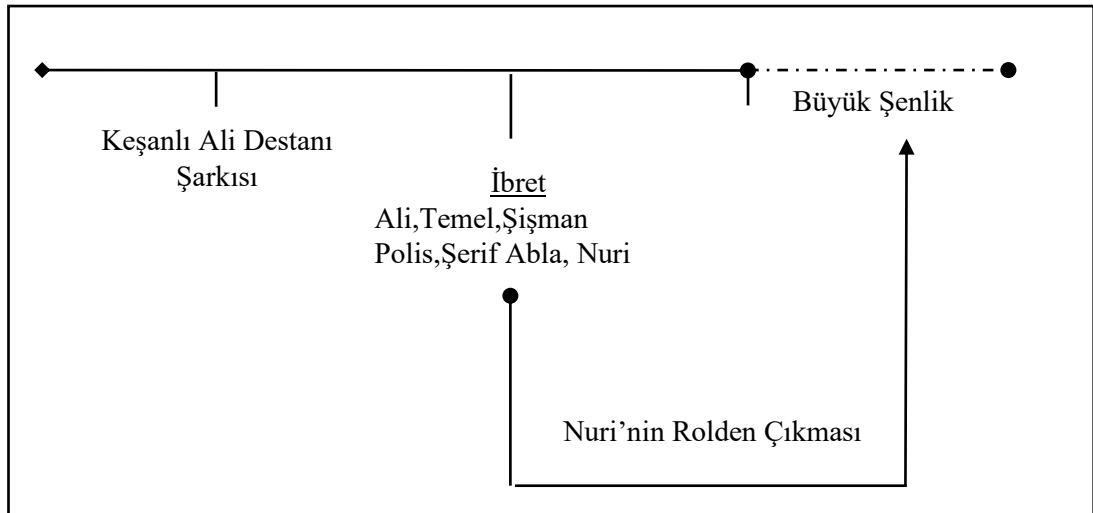 Büyük Şenlik
Keşanlı Ali Destanı
Şarkısı
İbret
Ali,Temel,Şişman
Polis,Şerif Abla, Nuri
Nuri’nin Rolden Çıkması